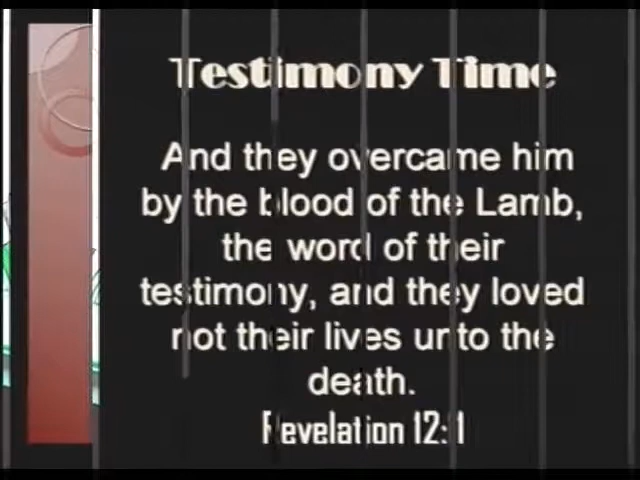 Testimony Time
And they overcame him
by the blood of the Lamb,
the word of their
testimony, and they loved
not their lives unto the
death.
Revelation 12:11